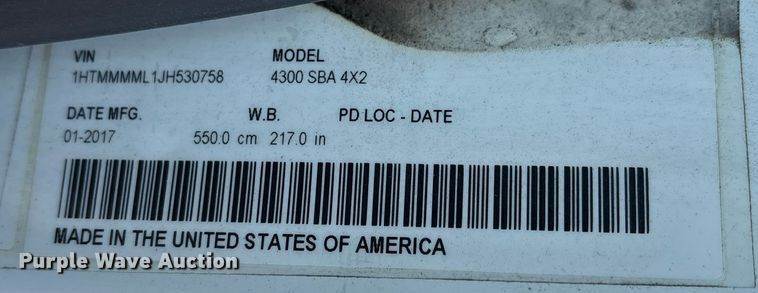 VIN MODEL
1HTMMMML1JH530758 4300 SBA 4X2
DATE MFG. W.B. PD LOC - DATE
01-2017 550.0 cm 217.0 in
MADE IN THE UNITED STATES OF AMERICA
Purple Wave Auction